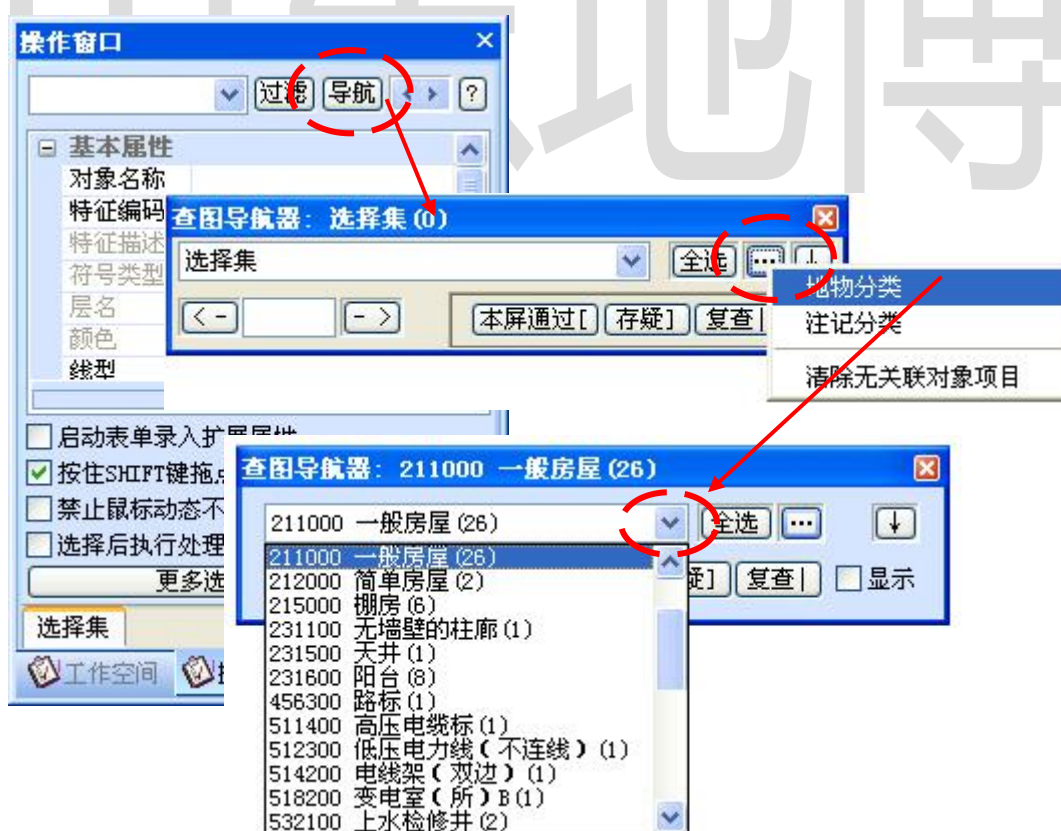 操作窗口
过滤 导航 ?
基本属性
对象名称
特征编码
特征描述
符号类型
层名
颜色
线型
查图导航器: 选择集(0)
选择集 全选 ... ↓
<-) (-> 本屏通过[ 存疑] 复查|
地物分类
注记分类
清除无关联对象项目
启动表单录入扩展属性
按住SHIFT键拖点
禁止鼠标动态不
选择后执行处理
更多选
选择集
工作空间
查图导航器: 211000 一般房屋(26)
211000 一般房屋(26) 全选 ... ↓
疑] 复查| 显示
211000 一般房屋(26)
212000 简单房屋(2)
215000 棚房(6)
231100 无墙壁的柱廊(1)
231500 天井(1)
231600 阳台(8)
456300 路标(1)
511400 高压电缆标(1)
512300 低压电力线(不连线)(1)
514200 电线架(双边)(1)
518200 变电室(所)B(1)
532100 上水检修井(2)